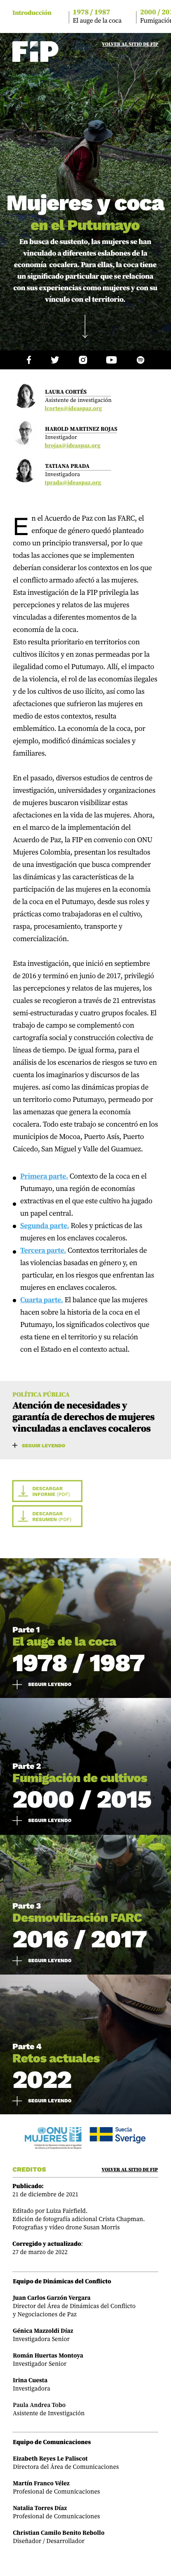 Introducción
1978 / 1987
El auge de la coca
2000 / 20
Fumigación
FIP
VOLVER AL SITIO DE FIP
Mujeres y coca
en el Putumayo
En busca de sustento, las mujeres se han
vinculado a diferentes eslabones de la
economía cocalera. Para ellas, la coca tiene
un significado particular que se relaciona
con sus experiencias como mujeres y con su
vínculo con el territorio.
LAURA CORTÉS
Asistente de investigación
lcortes@ideaspaz.org
HAROLD MARTINEZ ROJAS
Investigador
hrojas@ideaspaz.org
TATIANA PRADA
Investigadora
tprada@ideaspaz.org
En el Acuerdo de Paz con las FARC, el
enfoque de género quedó planteado
como un principio transversal, por lo que
todas las acciones que se implementen
deberían considerar los contextos en los que
el conflicto armado afectó a las mujeres.
Esta investigación de la FIP privilegia las
percepciones y relatos de las mujeres
vinculadas a diferentes momentos de la
economía de la coca.
Esto resulta prioritario en territorios con
cultivos ilícitos y en zonas permeadas por la
ilegalidad como el Putumayo. Allí, el impacto
de la violencia, el rol de las economías ilegales
y de los cultivos de uso ilícito, así como las
afectaciones que sufrieron las mujeres en
medio de estos contextos, resulta
emblemático. La economía de la coca, por
ejemplo, modificó dinámicas sociales y
familiares.
En el pasado, diversos estudios de centros de
investigación, universidades y organizaciones
de mujeres buscaron visibilizar estas
afectaciones en la vida de las mujeres. Ahora,
en el marco de la implementación del
Acuerdo de Paz, la FIP en convenio con ONU
Mujeres Colombia, presentan los resultados
de una investigación que busca comprender
las dinámicas y las características de la
participación de las mujeres en la economía
de la coca en el Putumayo, desde sus roles y
prácticas como trabajadoras en el cultivo,
raspa, procesamiento, transporte y
comercialización.
Esta investigación, que inició en septiembre
de 2016 y terminó en junio de 2017, privilegió
las percepciones y relatos de las mujeres, los
cuales se recogieron a través de 21 entrevistas
semi-estructuradas y cuatro grupos focales. El
trabajo de campo se complementó con
cartografía social y construcción colectiva de
líneas de tiempo. De igual forma, para el
análisis de los contextos de riesgos se tuvo en
cuenta los imaginarios y discursos de las
mujeres. así como las dinámicas propias de
un territorio como Putumayo, permeado por
las amenazas que genera la economía
cocalera. Todo este trabajo se concentró en los
municipios de Mocoa, Puerto Asís, Puerto
Caicedo, San Miguel y Valle del Guamuez.
Primera parte. Contexto de la coca en el
Putumayo, una región de economías
extractivas en el que este cultivo ha jugado
un papel central.
Segunda parte. Roles y prácticas de las
mujeres en los enclaves cocaleros.
Tercera parte. Contextos territoriales de
las violencias basadas en género y, en
particular, en los riesgos que enfrentan las
mujeres en enclaves cocaleros.
Cuarta parte. El balance que las mujeres
hacen sobre la historia de la coca en el
Putumayo, los significados colectivos que
esta tiene en el territorio y su relación
con el Estado en el contexto actual.
POLÍTICA PÚBLICA
Atención de necesidades y
garantía de derechos de mujeres
vinculadas a enclaves cocaleros
+ SEGUIR LEYENDO
DESCARGAR
INFORME (PDF)
DESCARGAR
RESUMEN (PDF)
Parte 1
El auge de la coca
1978 / 1987
SEGUIR LEYENDO
Parte 2
Fumigación de cultivos
2000 / 2015
SEGUIR LEYENDO
Parte 3
Desmovilización FARC
2016 / 2017
SEGUIR LEYENDO
Parte 4
Retos actuales
2022
SEGUIR LEYENDO
ONU
MUJERES
Suecia
Sverige
CREDITOS
VOLVER AL SITIO DE FIP
Publicado:
21 de diciembre de 2021
Editado por Luiza Fairfield.
Edición de fotografía adicional Crista Chapman.
Fotografías y vídeo drone Susan Morris
Corregido y actualizado:
27 de marzo de 2022
Equipo de Dinámicas del Conflicto
Juan Carlos Garzón Vergara
Director del Área de Dinámicas del Conflicto
y Negociaciones de Paz
Génica Mazzoldi Díaz
Investigadora Senior
Román Huertas Montoya
Investigador Senior
Irina Cuesta
Investigadora
Paula Andrea Tobo
Asistente de Investigación
Equipo de Comunicaciones
Eizabeth Reyes Le Paliscot
Directora del Área de Comunicaciones
Martín Franco Vélez
Profesional de Comunicaciones
Natalia Torres Díaz
Profesional de Comunicaciones
Christian Camilo Benito Rebollo
Diseñador / Desarrollador